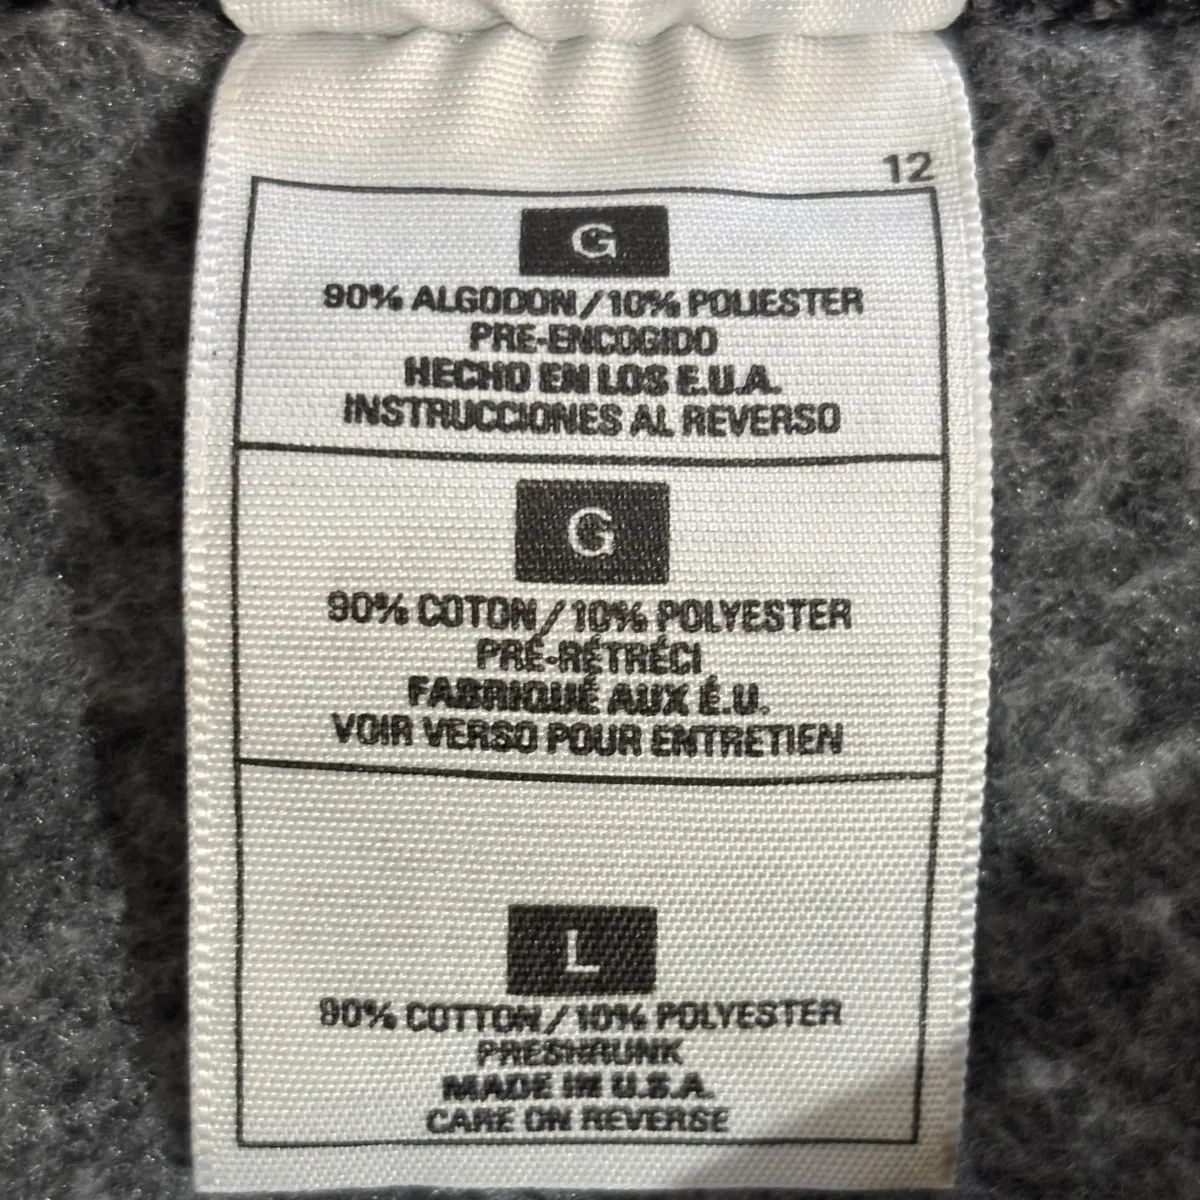 12
G
90% ALGODON/10% POLIESTER
PRE-ENCOGIDO
HECHO EN LOS E.U.A.
INSTRUCCIONES AL REVERSO
G
90% COTON/10% POLYESTER
PRÉ-RÉTRÉCI
FABRIQUÉ AUX É.U.
VOIR VERSO POUR ENTRETIEN
L
90% COTTON/10% POLYESTER
PRESHRUNK
MADE IN U.S.A.
CARE ON REVERSE